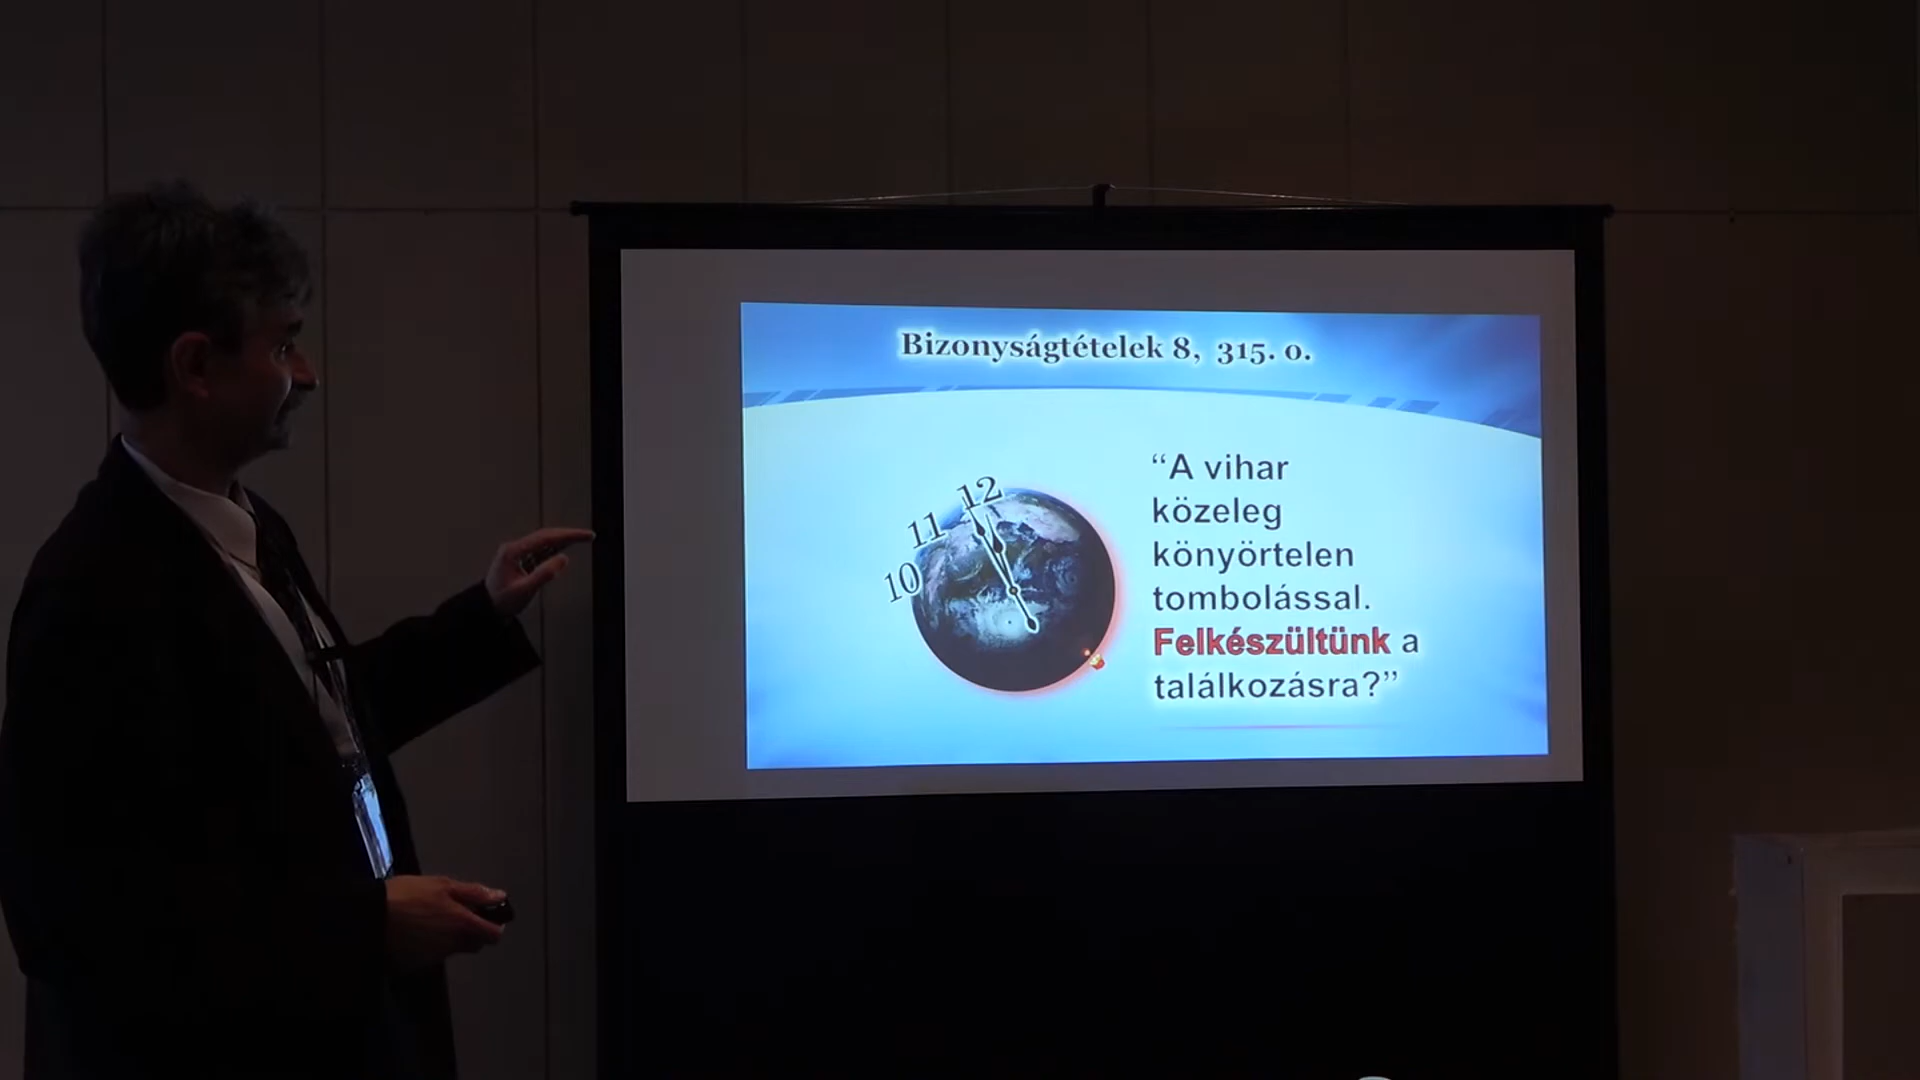 Bizonyságtételek 8, 315. o.
12
11
10
“A vihar
közeleg
könyörtelen
tombolással.
Felkészültünk a
találkozásra?”